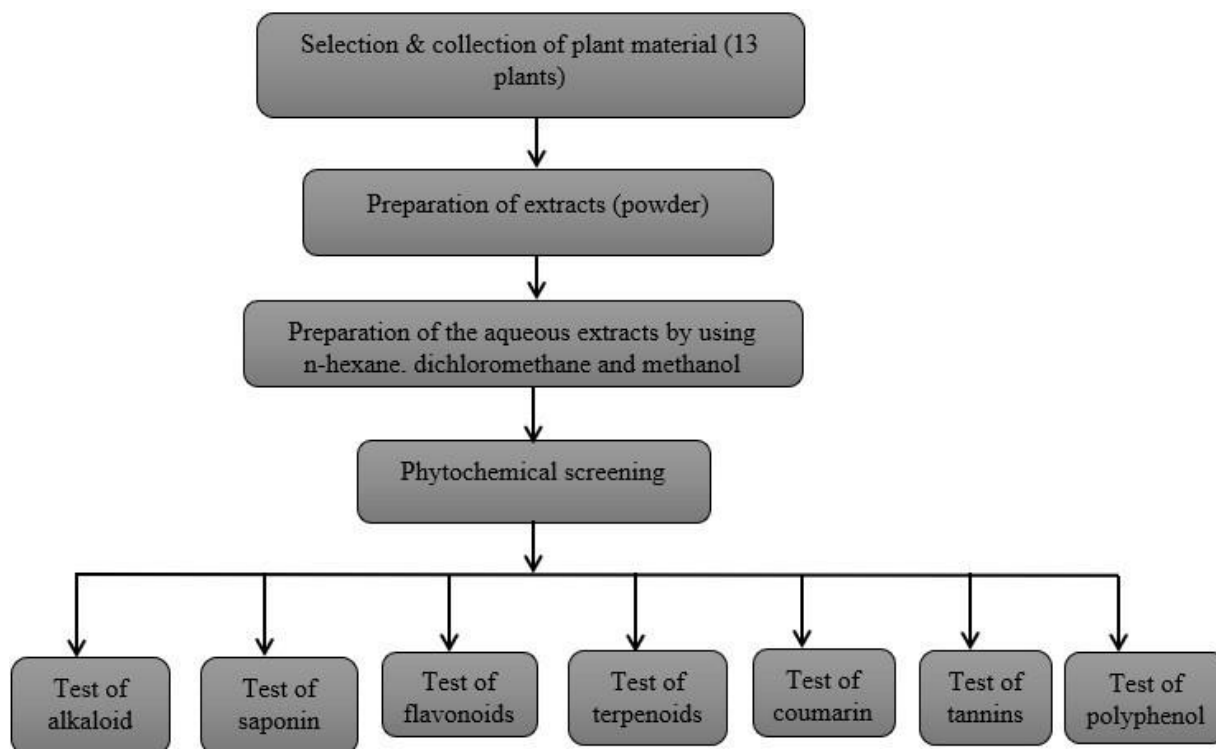 Selection & collection of plant material (13
plants)
Preparation of extracts (powder)
Preparation of the aqueous extracts by using
n-hexane. dichloromethane and methanol
Phytochemical screening
Test of
alkaloid
Test of
saponin
Test of
flavonoids
Test of
terpenoids
Test of
coumarin
Test of
tannins
Test of
polyphenol